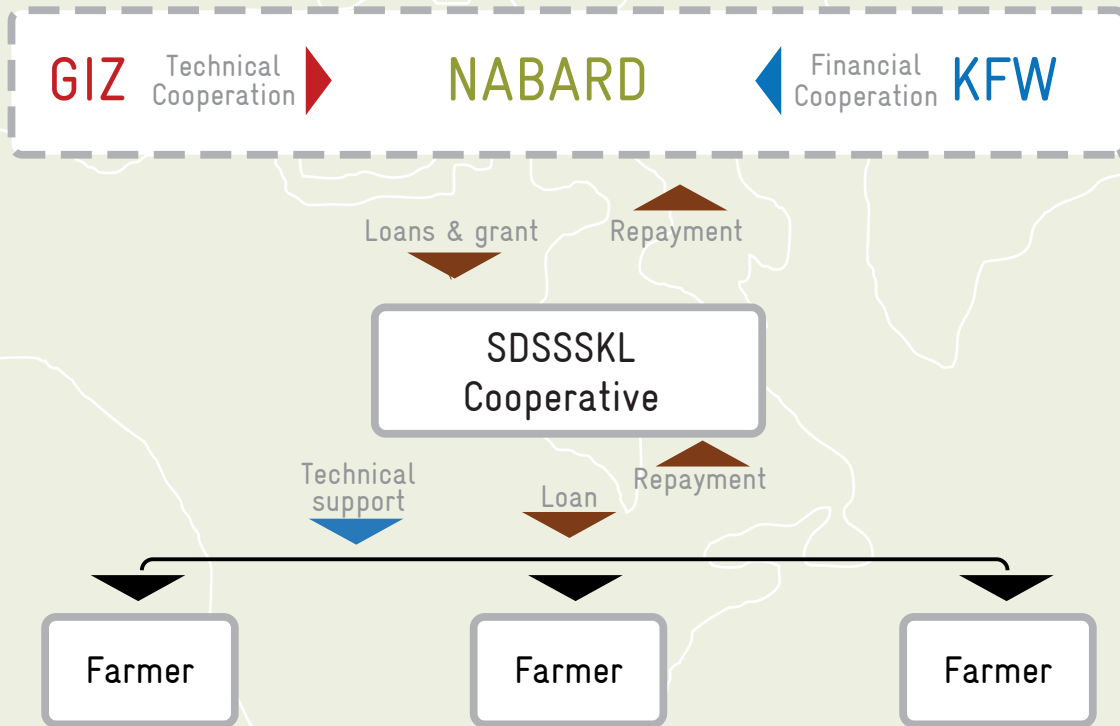 GIZ
Technical
Cooperation
NABARD
Financial
Cooperation
KFW
Loans & grant
Repayment
SDSSSKL
Cooperative
Technical
support
Loan
Repayment
Farmer
Farmer
Farmer